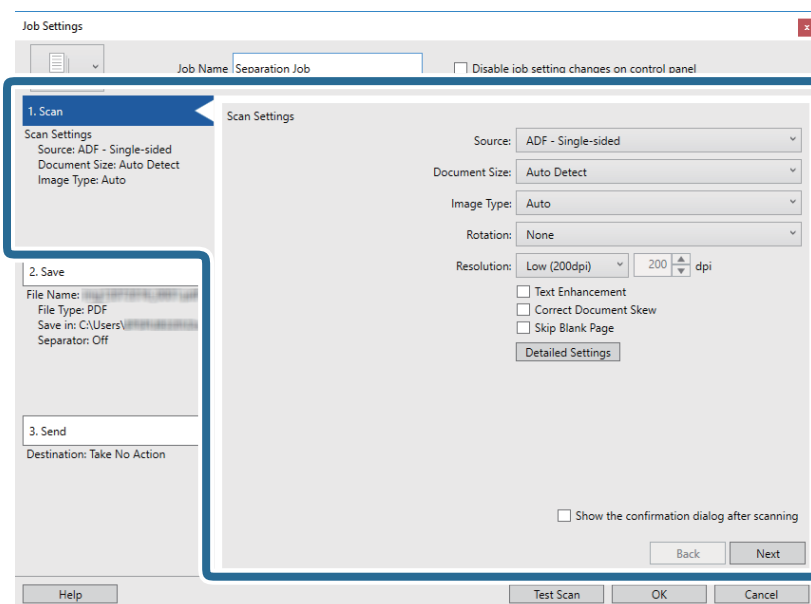 Job Settings
x
Job Name Separation Job
Disable job setting changes on control panel
1. Scan
Scan Settings
Source: ADF - Single-sided
Document Size: Auto Detect
Image Type: Auto
2. Save
File Name:
File Type: PDF
Save in: C:\Users\
Separator: Off
3. Send
Destination: Take No Action
Scan Settings
Source: ADF - Single-sided
Document Size: Auto Detect
Image Type: Auto
Rotation: None
Resolution: Low (200dpi) 200 dpi
Text Enhancement
Correct Document Skew
Skip Blank Page
Detailed Settings
Show the confirmation dialog after scanning
Back Next
Help Test Scan OK Cancel